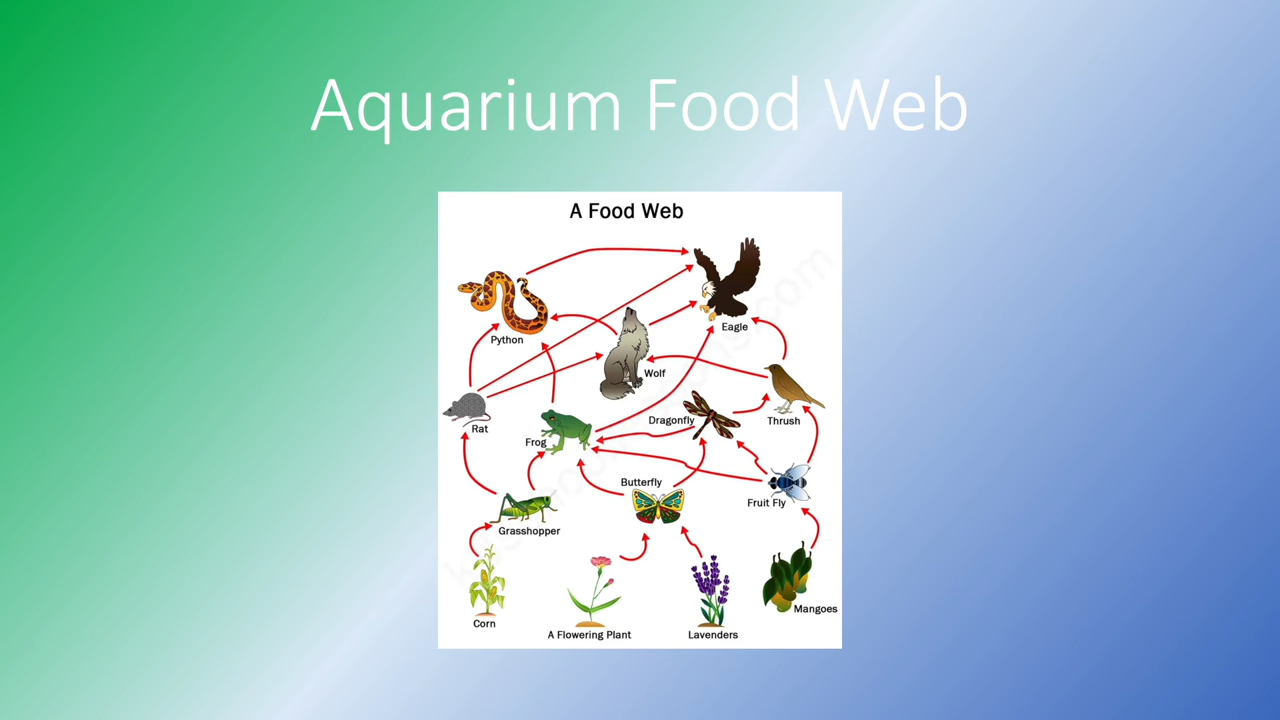 Aquarium Food Web
A Food Web
Python
Eagle
Wolf
Rat
Frog
Dragonfly
Thrush
Butterfly
Fruit Fly
Grasshopper
Corn
A Flowering Plant
Lavenders
Mangoes